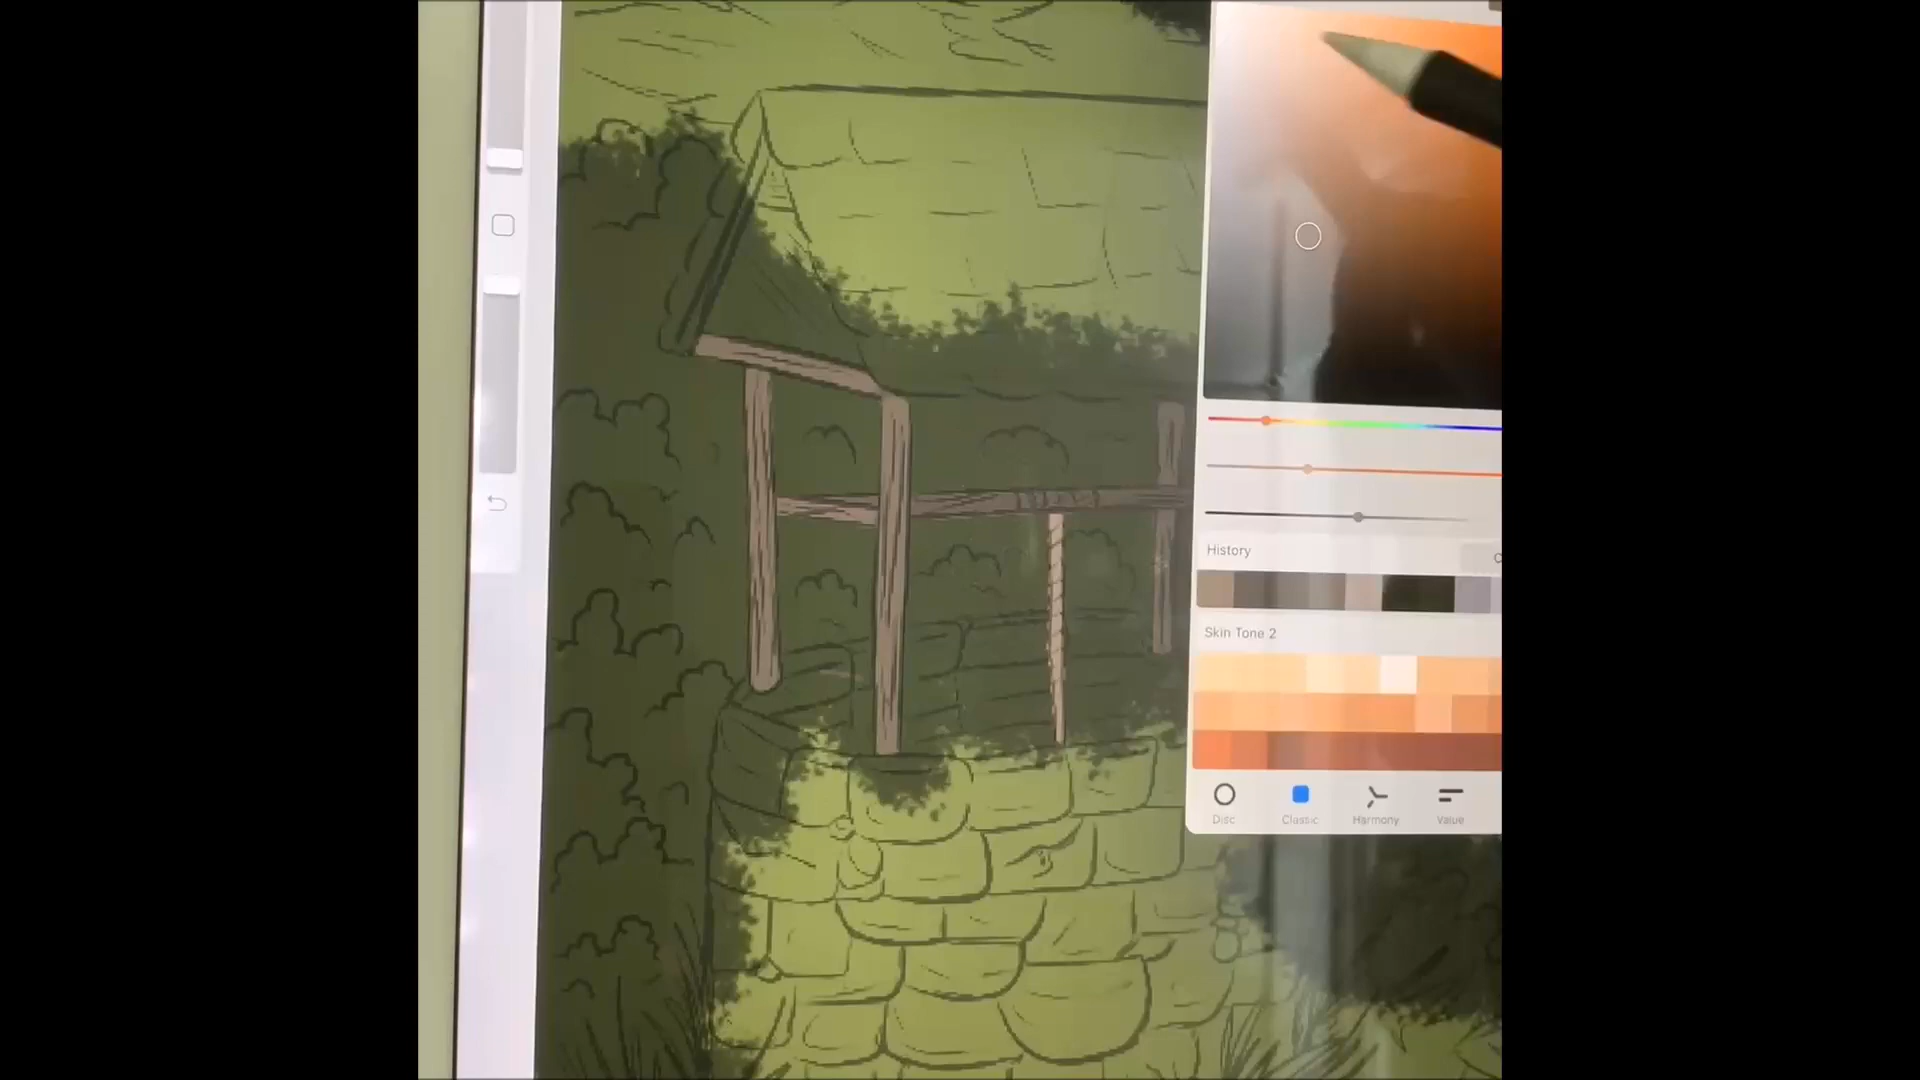 History
Skin Tone 2
Disc
Classic
Harmony
Value